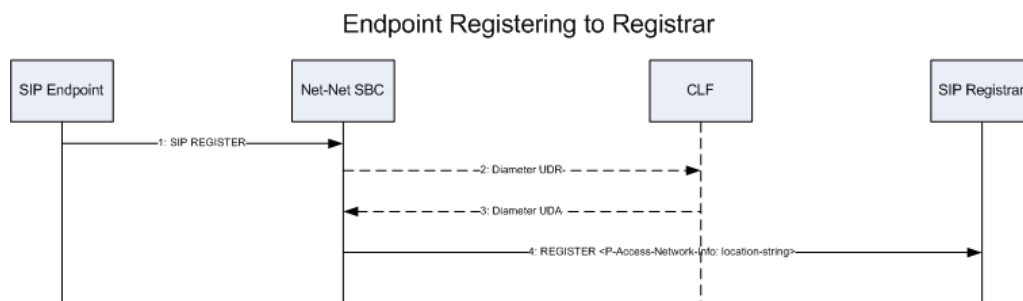 Endpoint Registering to Registrar
SIP Endpoint
Net-Net SBC
CLF
SIP Registrar
1: SIP REGISTER
2: Diameter UDR
3: Diameter UDA
4: REGISTER <P-Access-Network-Info: location-string>